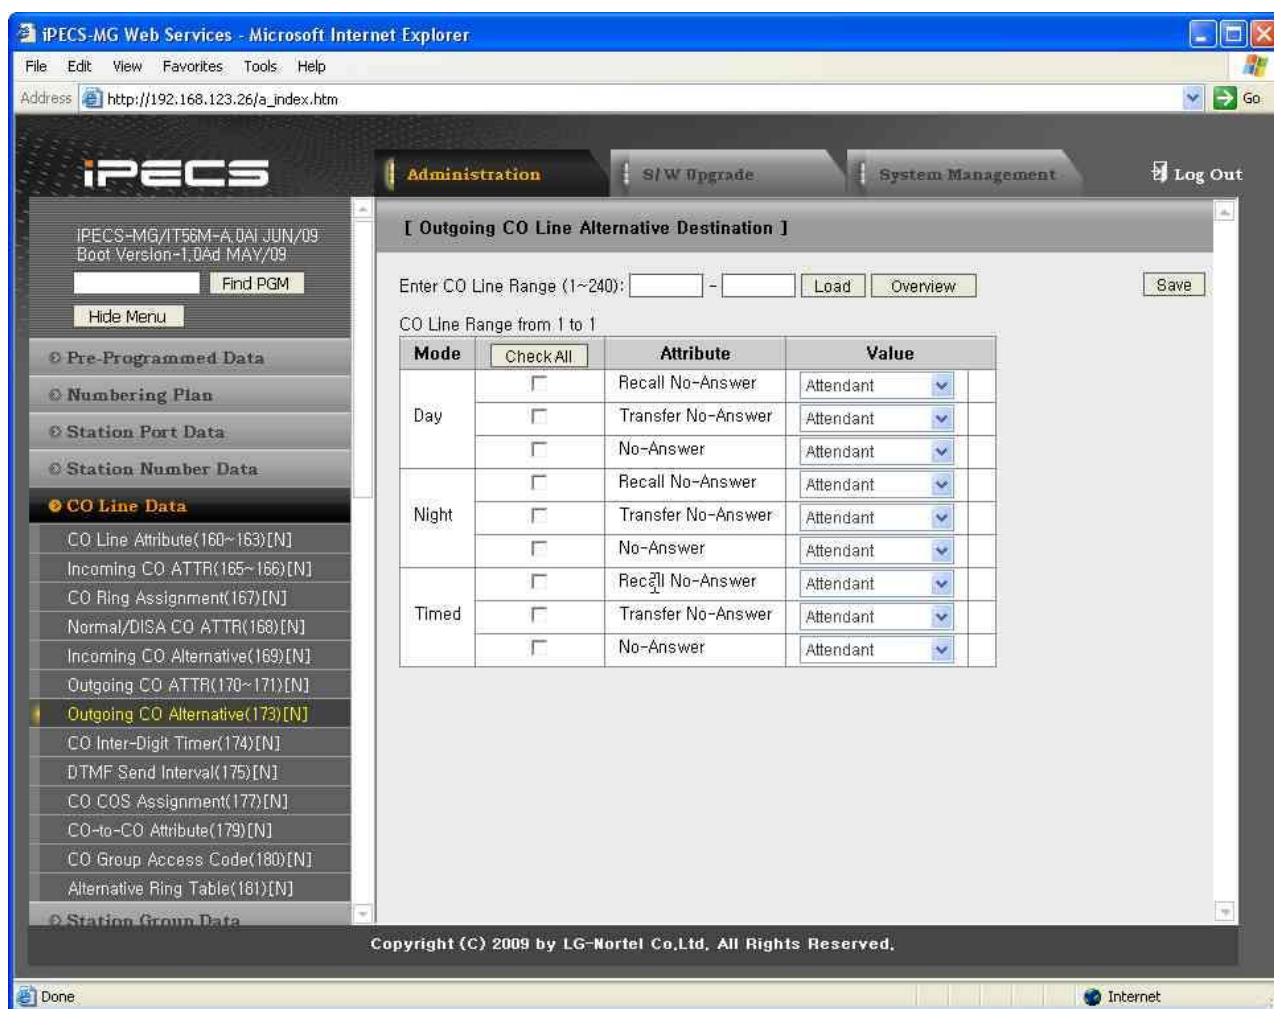 iPECS-MG Web Services - Microsoft Internet Explorer
File Edit View Favorites Tools Help
Address http://192.168.123.26/a_index.htm Go
iPECS
Administration S/W Upgrade System Management Log Out
iPECS-MG/IT56M-A.0Al JUN/09
Boot Version-1.0Ad MAY/09
Find PGM
Hide Menu
Pre-Programmed Data
Numbering Plan
Station Port Data
Station Number Data
CO Line Data
CO Line Attribute(160~163)[N]
Incoming CO ATTR(165~166)[N]
CO Ring Assignment(167)[N]
Normal/DISA CO ATTR(168)[N]
Incoming CO Alternative(169)[N]
Outgoing CO ATTR(170~171)[N]
Outgoing CO Alternative(173)[N]
CO Inter-Digit Timer(174)[N]
DTMF Send Interval(175)[N]
CO COS Assignment(177)[N]
CO-to-CO Attribute(179)[N]
CO Group Access Code(180)[N]
Alternative Ring Table(181)[N]
Station Group Data
[ Outgoing CO Line Alternative Destination ]
Enter CO Line Range (1~240): - Load Overview Save
CO Line Range from 1 to 1
Mode Check All Attribute Value
Day
Recall No-Answer Attendant
Transfer No-Answer Attendant
No-Answer Attendant
Night
Recall No-Answer Attendant
Transfer No-Answer Attendant
No-Answer Attendant
Timed
Recall No-Answer Attendant
Transfer No-Answer Attendant
No-Answer Attendant
Copyright (C) 2009 by LG-Nortel Co,Ltd, All Rights Reserved,
Done Internet